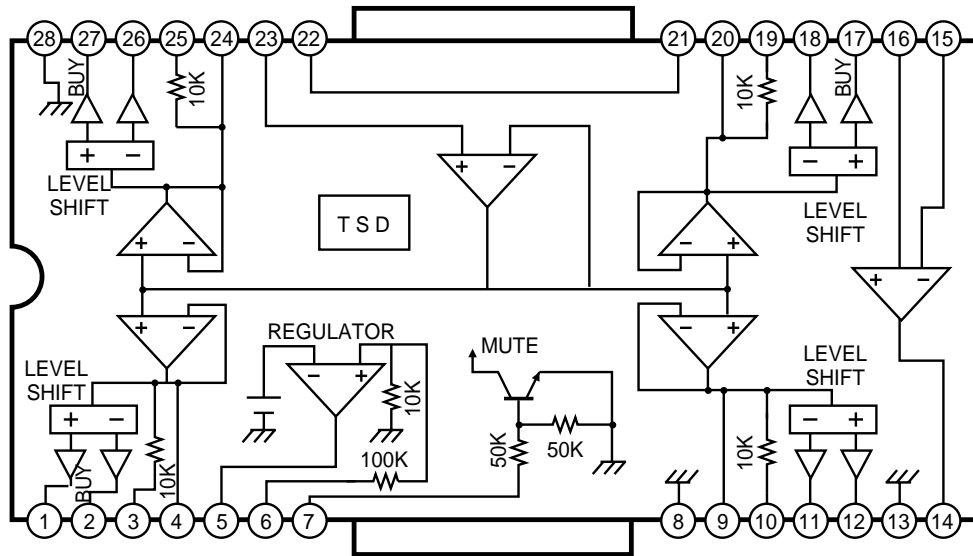 28 27 26 25 24 23 22 21 20 19 18 17 16 15
BUY
10K
10K
BUY
+ −
− +
LEVEL
SHIFT
+ −
T S D
LEVEL
SHIFT
+ −
− +
+ −
+ −
− +
REGULATOR
MUTE
LEVEL
SHIFT
− +
LEVEL
SHIFT
10K
+ −
− +
50K
100K
50K
10K
BUY
10K
1 2 3 4 5 6 7 8 9 10 11 12 13 14